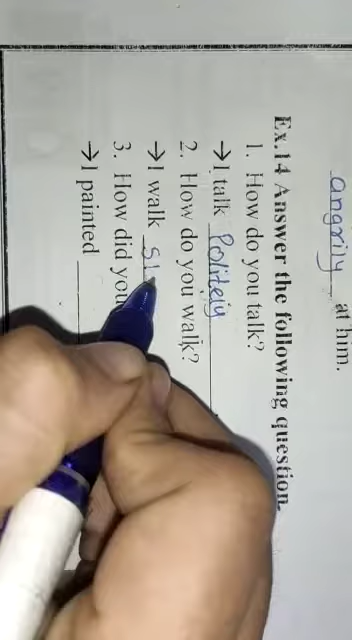 angrily at him.
Ex.14 Answer the following question.
1. How do you talk?
→I talk Politely
2. How do you walk?
→I walk Sl
3. How did you
→I painted